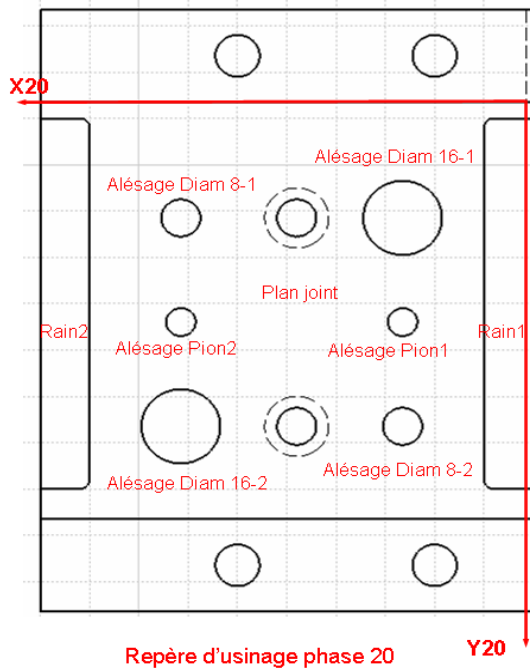 X20
Alésage Diam 16-1
Alésage Diam 8-1
Plan joint
Rain2
Rain1
Alésage Pion2
Alésage Pion1
Alésage Diam 8-2
Alésage Diam 16-2
Y20
Repère d'usinage phase 20